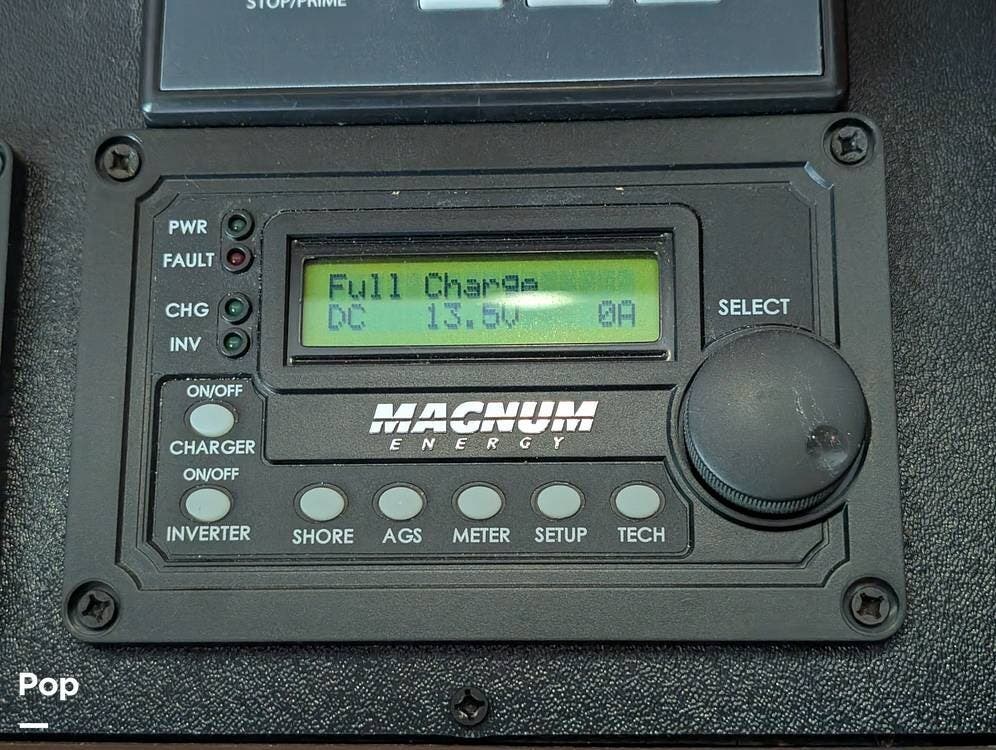 STOP/PRIME
PWR
FAULT
CHG
INV
Full Charge
DC 13.6V 0A
SELECT
ON/OFF
CHARGER
ON/OFF
INVERTER
MAGNUM
ENERGY
SHORE
AGS
METER
SETUP
TECH
Pop